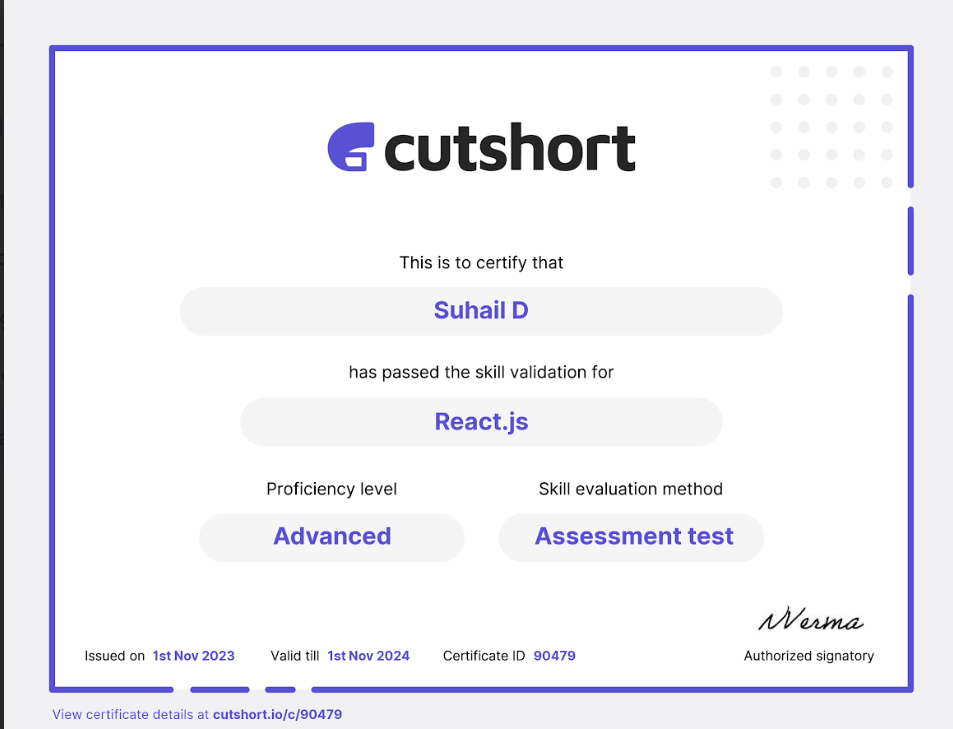 cutshort
This is to certify that
Suhail D
has passed the skill validation for
React.js
Proficiency level Skill evaluation method
Advanced Assessment test
Verma
Issued on 1st Nov 2023 Valid till 1st Nov 2024 Certificate ID 90479 Authorized signatory
View certificate details at cutshort.io/c/90479